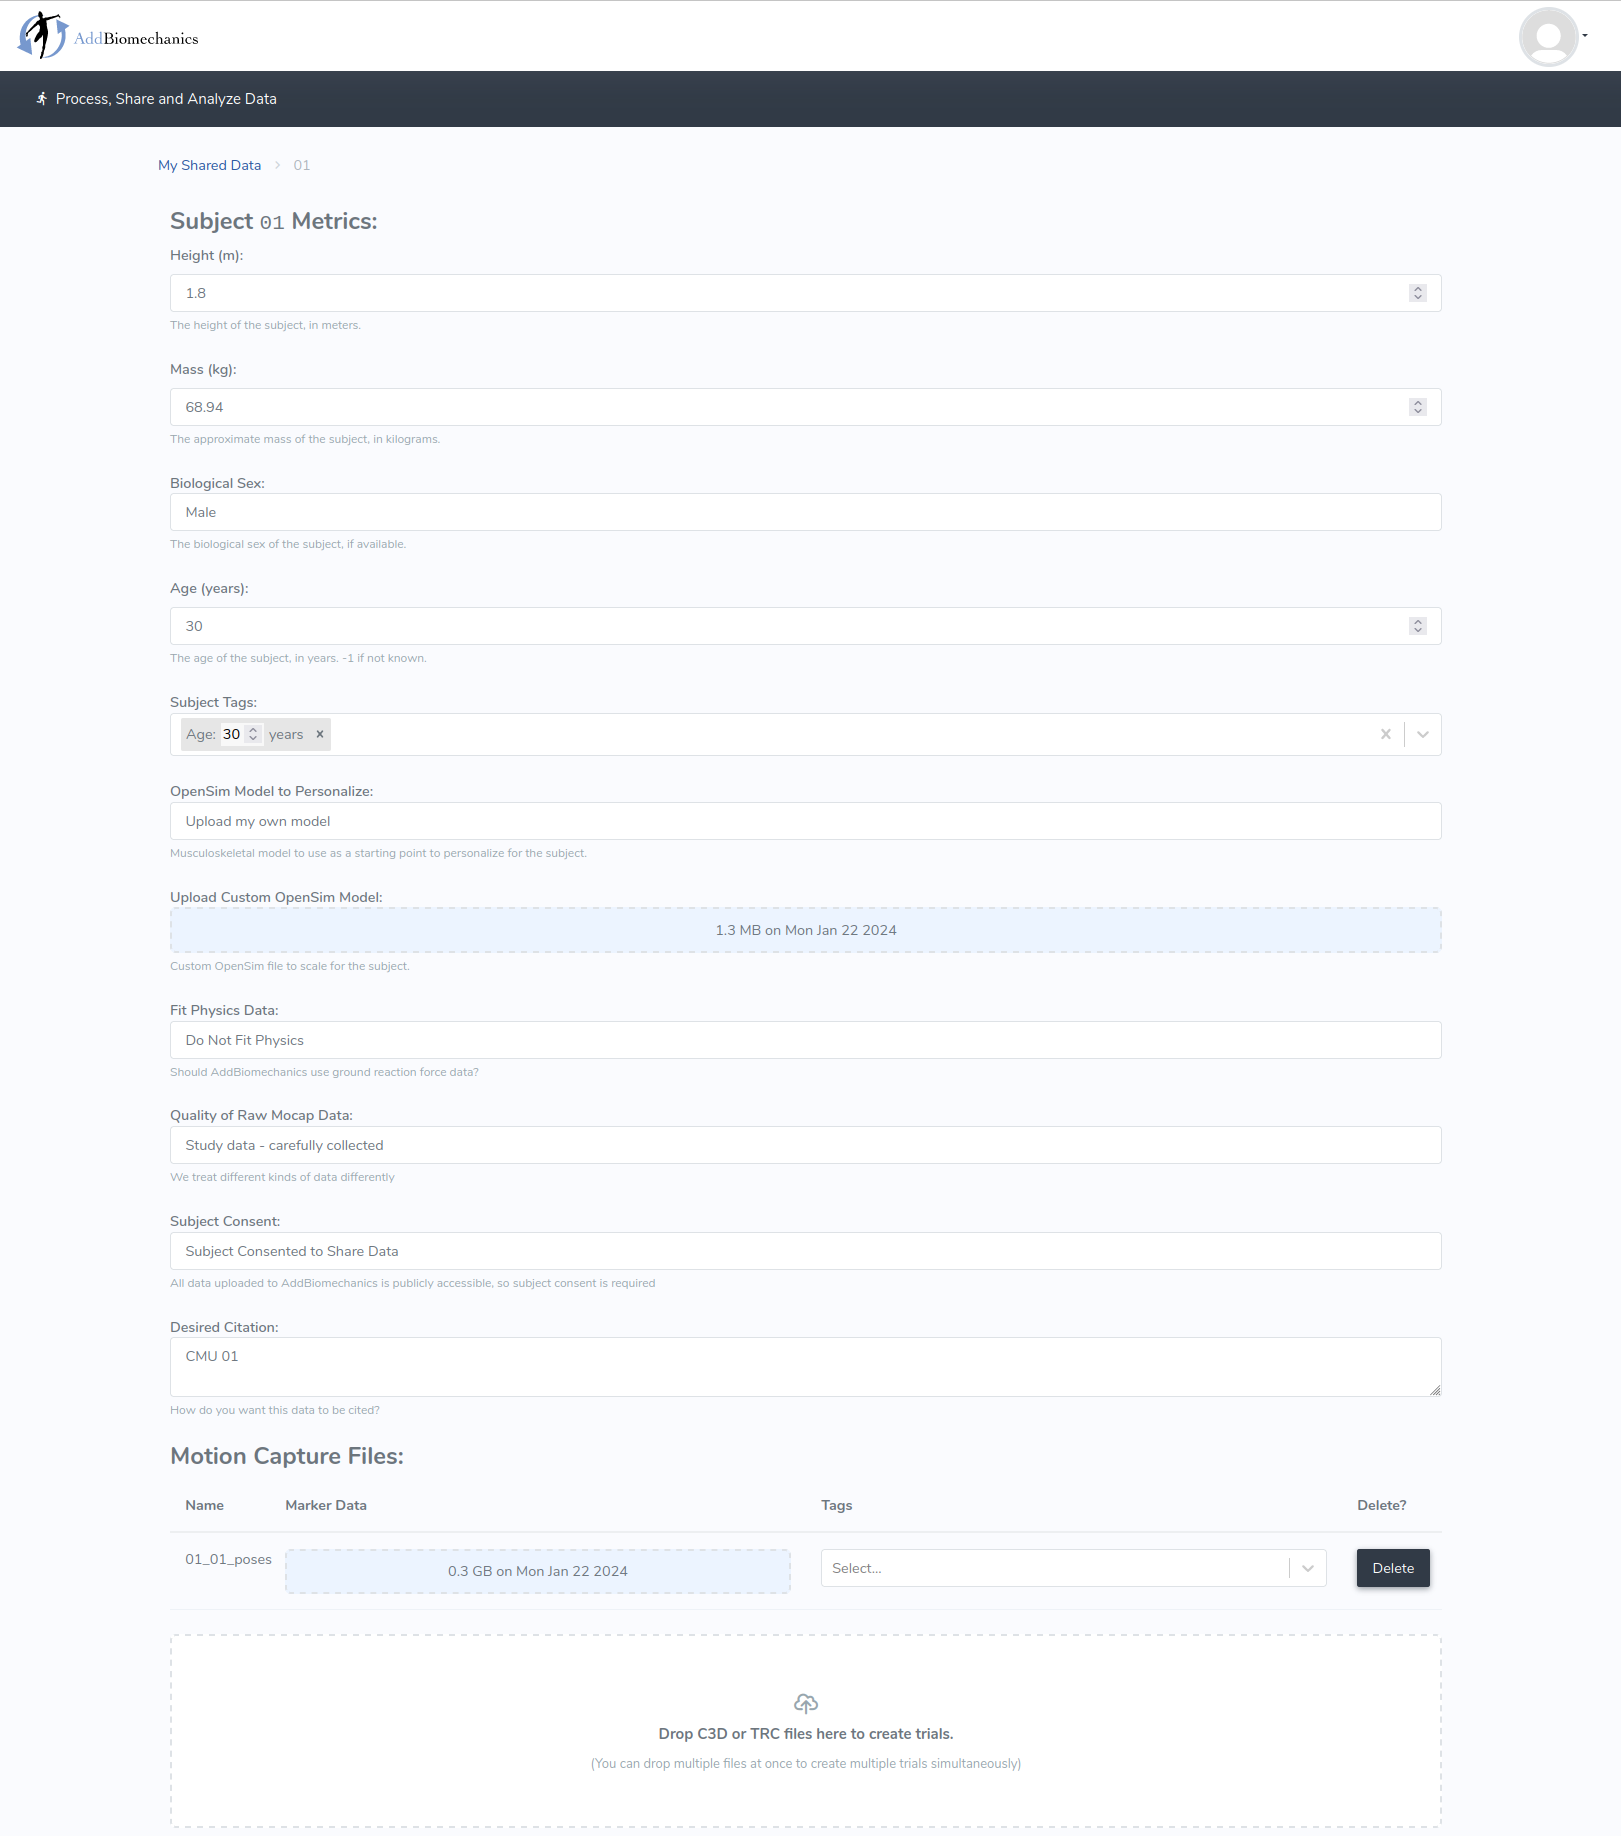 AddBiomechanics
Process, Share and Analyze Data
My Shared Data > 01
Subject 01 Metrics:
Height (m):
1.8
The height of the subject, in meters.
Mass (kg):
68.94
The approximate mass of the subject, in kilograms.
Biological Sex:
Male
The biological sex of the subject, if available.
Age (years):
30
The age of the subject, in years. -1 if not known.
Subject Tags:
Age: 30 years ×
OpenSim Model to Personalize:
Upload my own model
Musculoskeletal model to use as a starting point to personalize for the subject.
Upload Custom OpenSim Model:
1.3 MB on Mon Jan 22 2024
Custom OpenSim file to scale for the subject.
Fit Physics Data:
Do Not Fit Physics
Should AddBiomechanics use ground reaction force data?
Quality of Raw Mocap Data:
Study data - carefully collected
We treat different kinds of data differently
Subject Consent:
Subject Consented to Share Data
All data uploaded to AddBiomechanics is publicly accessible, so subject consent is required
Desired Citation:
CMU 01
How do you want this data to be cited?
Motion Capture Files:
Name Marker Data Tags Delete?
01_01_poses 0.3 GB on Mon Jan 22 2024 Select... Delete
Drop C3D or TRC files here to create trials.
(You can drop multiple files at once to create multiple trials simultaneously)